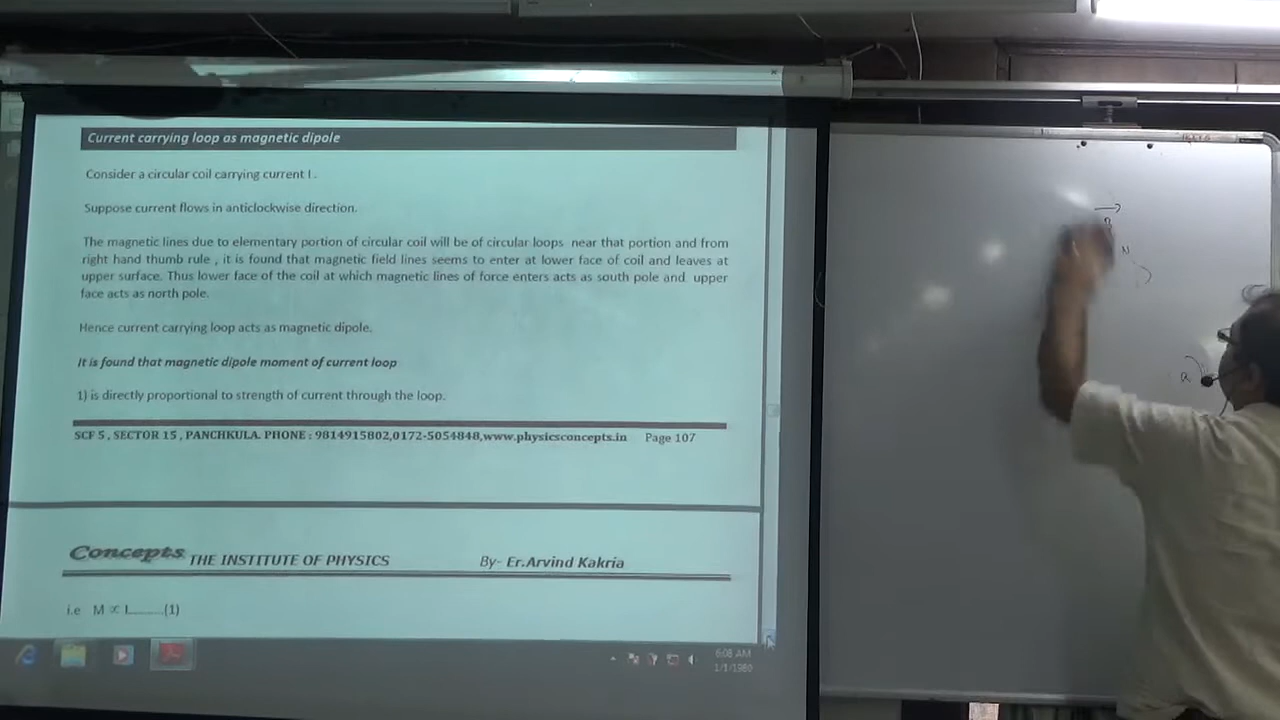 Current carrying loop as magnetic dipole
Consider a circular coil carrying current I .
Suppose current flows in anticlockwise direction.
The magnetic lines due to elementary portion of circular coil will be of circular loops near that portion and from
right hand thumb rule , it is found that magnetic field lines seems to enter at lower face of coil and leaves at
upper surface. Thus lower face of the coil at which magnetic lines of force enters acts as south pole and upper
face acts as north pole.
Hence current carrying loop acts as magnetic dipole.
It is found that magnetic dipole moment of current loop
1) is directly proportional to strength of current through the loop.
SCF 5 , SECTOR 15 , PANCHKULA. PHONE : 9814915802,0172-5054848,www.physicsconcepts.in Page 107
Concepts THE INSTITUTE OF PHYSICS By- Er.Arvind Kakria
i.e M ∝ I..........(1)
6:08 AM
1/1/1980
N